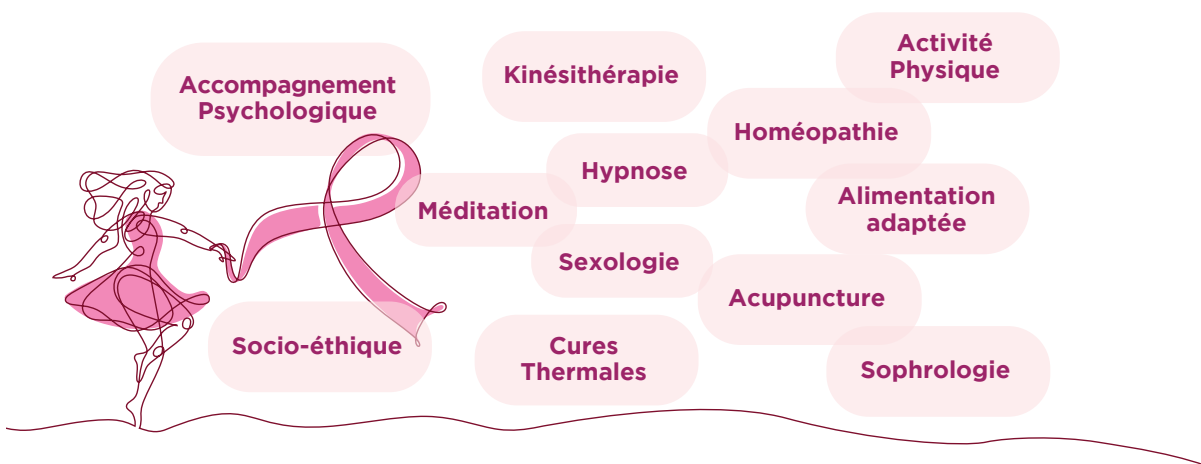 Accompagnement
Psychologique
Kinésithérapie
Activité
Physique
Homéopathie
Hypnose
Méditation
Alimentation
adaptée
Sexologie
Acupuncture
Socio-éthique
Cures
Thermales
Sophrologie